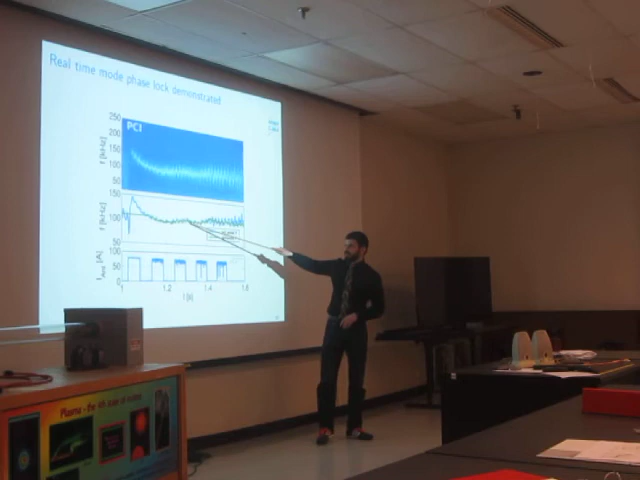 Real time mode phase lock demonstrated
250
200
150
100
50
f [kHz]
PCI
150
100
50
f [kHz]
100
50
0
1
1.2
1.4
1.6
t [s]
Plasma - the 4th state of matter